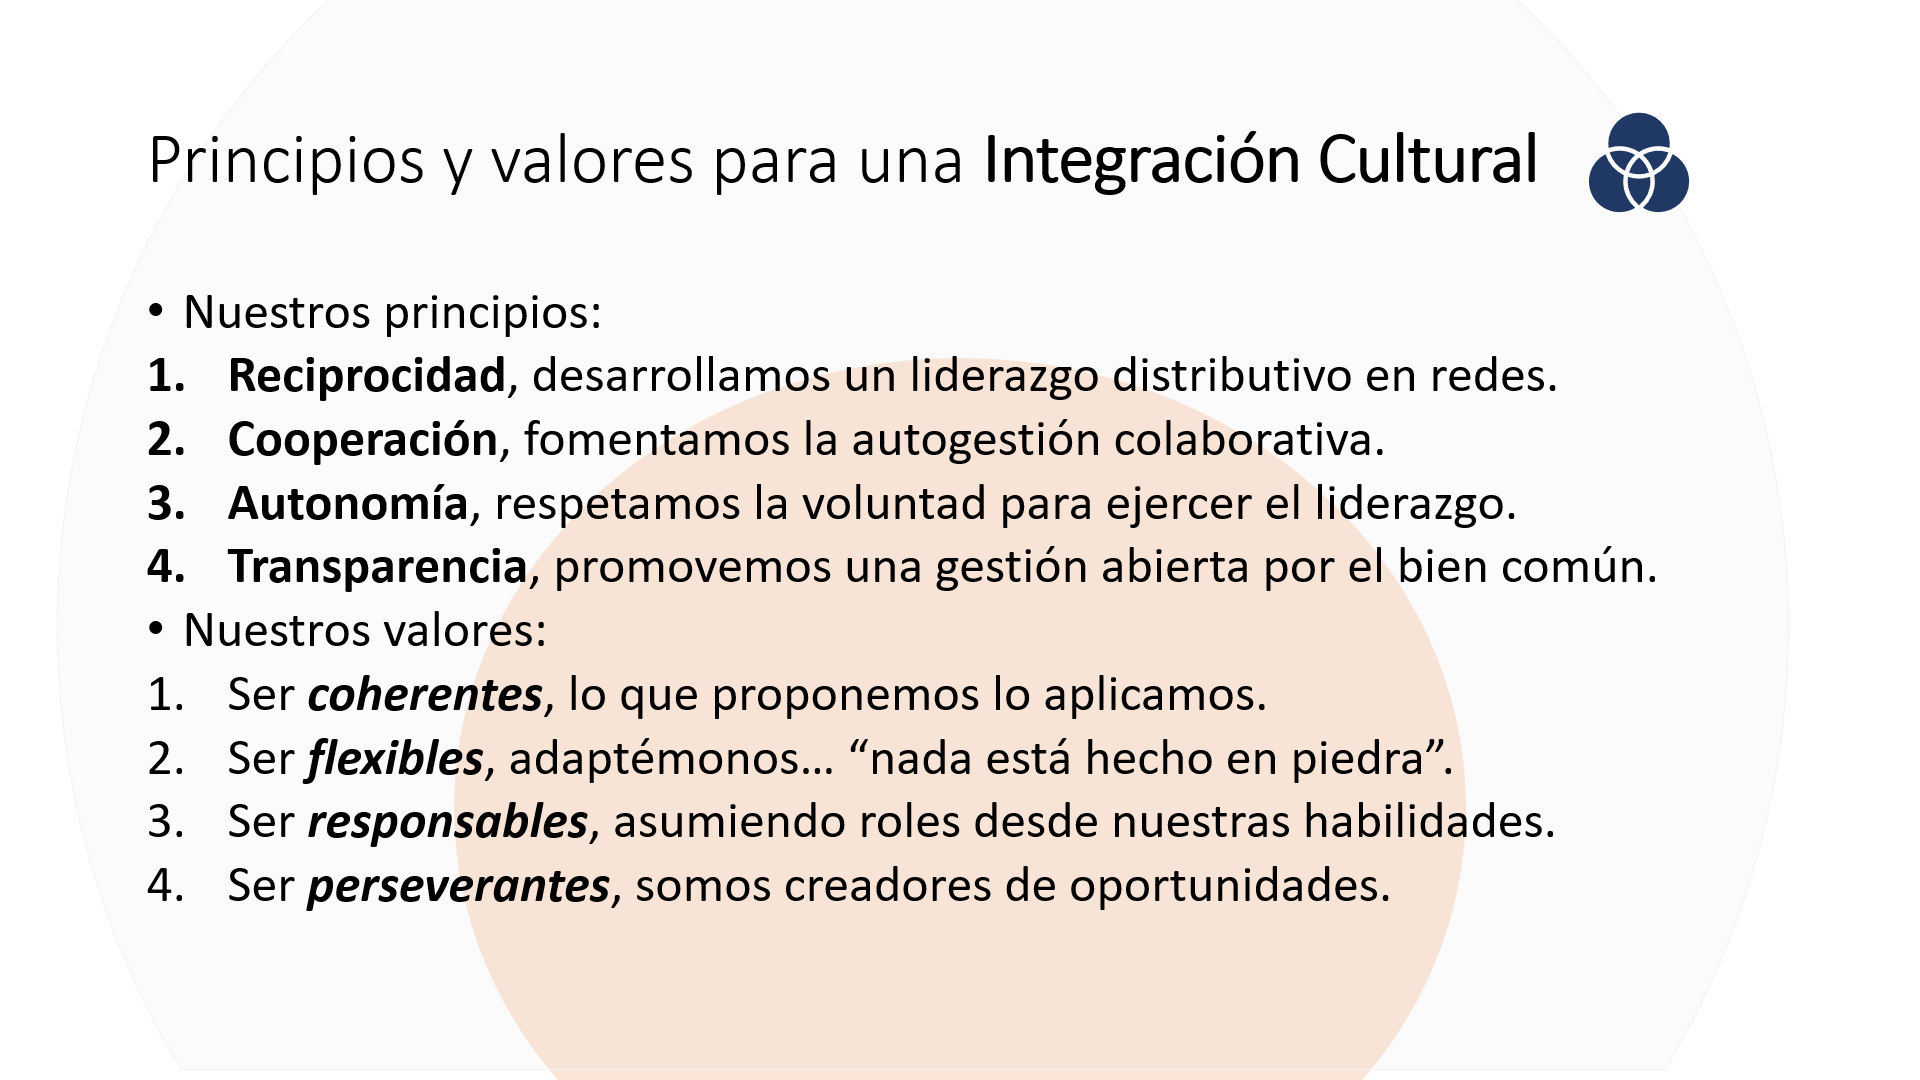 Principios y valores para una Integración Cultural
• Nuestros principios:
1. Reciprocidad, desarrollamos un liderazgo distributivo en redes.
2. Cooperación, fomentamos la autogestión colaborativa.
3. Autonomía, respetamos la voluntad para ejercer el liderazgo.
4. Transparencia, promovemos una gestión abierta por el bien común.
• Nuestros valores:
1. Ser coherentes, lo que proponemos lo aplicamos.
2. Ser flexibles, adaptémonos… “nada está hecho en piedra”.
3. Ser responsables, asumiendo roles desde nuestras habilidades.
4. Ser perseverantes, somos creadores de oportunidades.